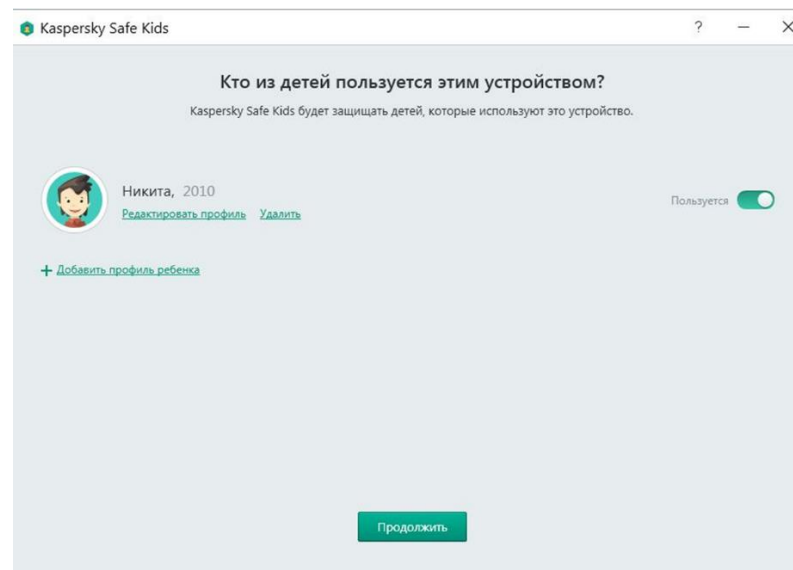 Kaspersky Safe Kids
Кто из детей пользуется этим устройством?
Kaspersky Safe Kids будет защищать детей, которые используют это устройство.
Никита, 2010
Редактировать профиль Удалить
Пользуется
+ Добавить профиль ребенка
Продолжить